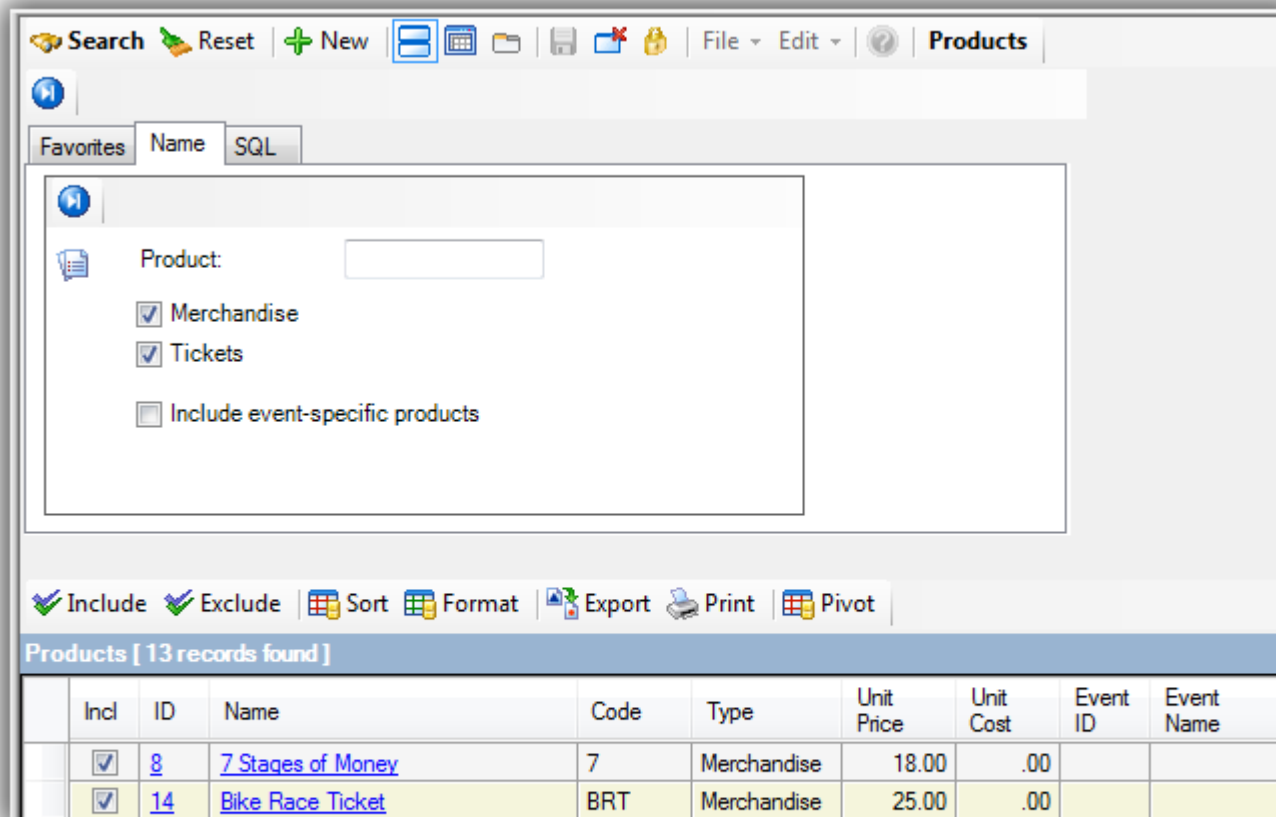 Search Reset New File Edit Products
Favorites Name SQL
Product:
Merchandise
Tickets
Include event-specific products
Include Exclude Sort Format Export Print Pivot
Products [ 13 records found ]
Incl ID Name Code Type Unit Price Unit Cost Event ID Event Name
8 7 Stages of Money 7 Merchandise 18.00 .00
14 Bike Race Ticket BRT Merchandise 25.00 .00